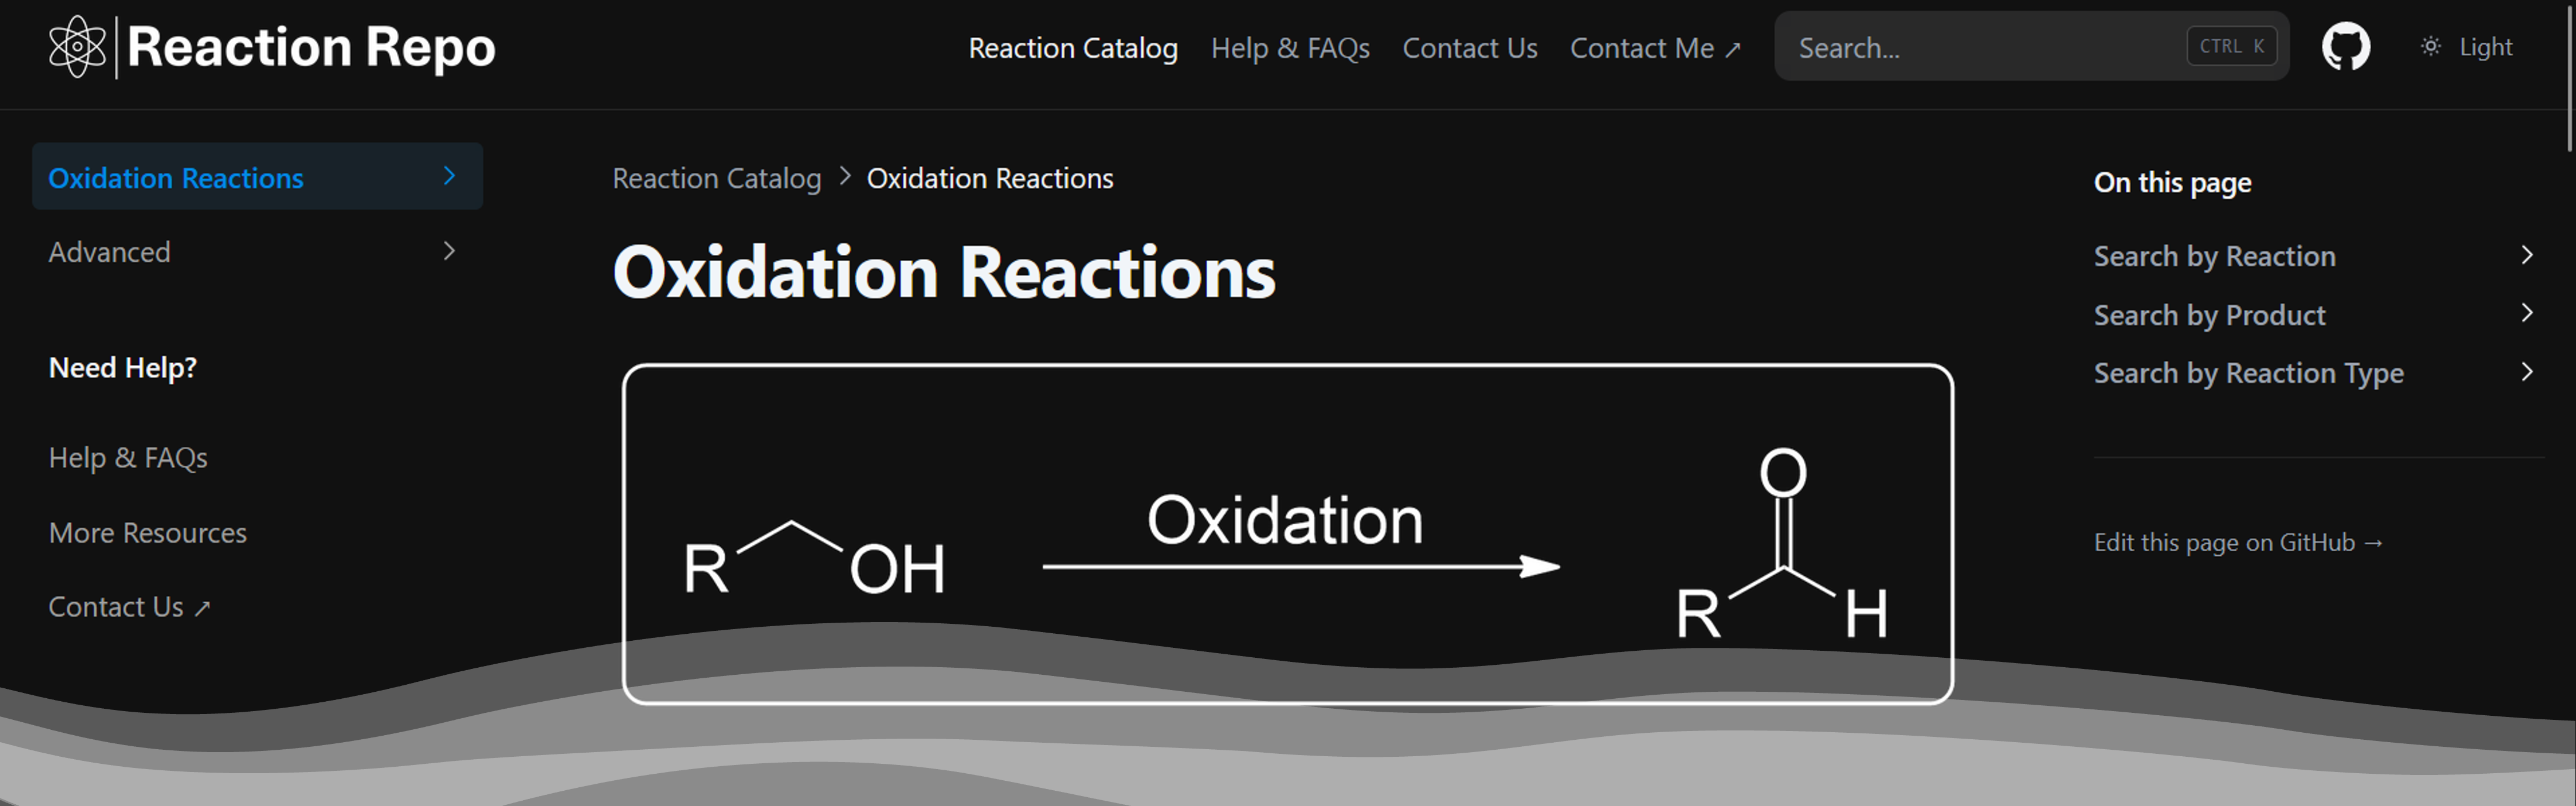 Reaction Repo
Reaction Catalog
Help & FAQs
Contact Us
Contact Me ↗
Search...
CTRL K
Light
Oxidation Reactions
Advanced
Need Help?
Help & FAQs
More Resources
Contact Us ↗
Reaction Catalog > Oxidation Reactions
Oxidation Reactions
R OH
Oxidation
O
R H
On this page
Search by Reaction
Search by Product
Search by Reaction Type
Edit this page on GitHub →